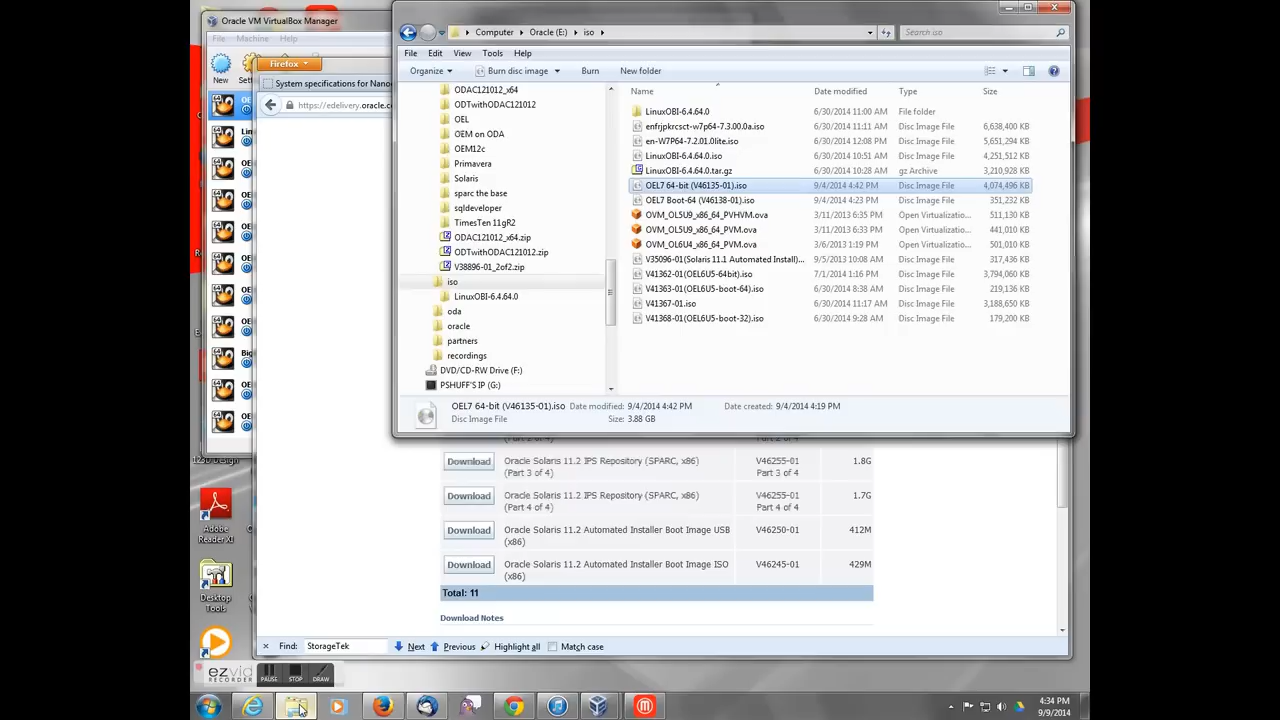 Oracle VM VirtualBox Manager
File Machine Help
New
Firefox
System specifications for Nano
https://edelivery.oracle.c
Computer Oracle (E:) iso
Search iso
File Edit View Tools Help
Organize Burn disc image Burn New folder
ODAC121012_x64
ODTwithODAC121012
OEL
OEM on ODA
OEM12c
Primavera
Solaris
sparc the base
sqldeveloper
TimesTen 11gR2
ODAC121012_x64.zip
ODTwithODAC121012.zip
V38896-01_2of2.zip
iso
LinuxOBI-6.4.64.0
oda
oracle
partners
recordings
DVD/CD-RW Drive (F:)
PSHUFF'S IP (G:)
Name Date modified Type Size
LinuxOBI-6.4.64.0 6/30/2014 11:00 AM File folder
enfrjpkrcsct-w7p64-7.3.00.0a.iso 6/30/2014 11:11 AM Disc Image File 6,638,400 KB
en-W7P64-7.2.01.0lite.iso 6/30/2014 12:08 PM Disc Image File 5,651,494 KB
LinuxOBI-6.4.64.0.iso 6/30/2014 10:51 AM Disc Image File 4,251,512 KB
LinuxOBI-6.4.64.0.tar.gz 6/30/2014 10:28 AM gz Archive 3,210,928 KB
OEL7 64-bit (V46135-01).iso 9/4/2014 4:42 PM Disc Image File 4,074,496 KB
OEL7 Boot-64 (V46138-01).iso 9/4/2014 4:23 PM Disc Image File 351,232 KB
OVM_OL5U9_x86_64_PVHVM.ova 3/11/2013 6:35 PM Open Virtualizatio... 511,130 KB
OVM_OL5U9_x86_64_PVM.ova 3/11/2013 6:33 PM Open Virtualizatio... 441,010 KB
OVM_OL6U4_x86_64_PVM.ova 3/6/2013 1:19 PM Open Virtualizatio... 501,010 KB
V35096-01(Solaris 11.1 Automated Install)... 9/5/2013 10:08 AM Disc Image File 317,436 KB
V41362-01(OEL6U5-64bit).iso 7/1/2014 1:16 PM Disc Image File 3,794,060 KB
V41363-01(OEL6U5-boot-64).iso 6/30/2014 8:38 AM Disc Image File 219,136 KB
V41367-01.iso 6/30/2014 11:17 AM Disc Image File 3,188,650 KB
V41368-01(OEL6U5-boot-32).iso 6/30/2014 9:28 AM Disc Image File 179,200 KB
OEL7 64-bit (V46135-01).iso Date modified: 9/4/2014 4:42 PM Date created: 9/4/2014 4:19 PM
Disc Image File Size: 3.88 GB
Download Oracle Solaris 11.2 IPS Repository (SPARC, x86) V46255-01 1.8G
(Part 3 of 4) Part 3 of 4
Download Oracle Solaris 11.2 IPS Repository (SPARC, x86) V46255-01 1.7G
(Part 4 of 4) Part 4 of 4
Download Oracle Solaris 11.2 Automated Installer Boot Image USB V46250-01 412M
(x86)
Download Oracle Solaris 11.2 Automated Installer Boot Image ISO V46245-01 429M
(x86)
Total: 11
Download Notes
Find: StorageTek Next Previous Highlight all Match case
Adobe
Reader XI
Desktop
Tools
ezvid
RECORDER
PAUSE STOP DRAW
4:34 PM
9/9/2014